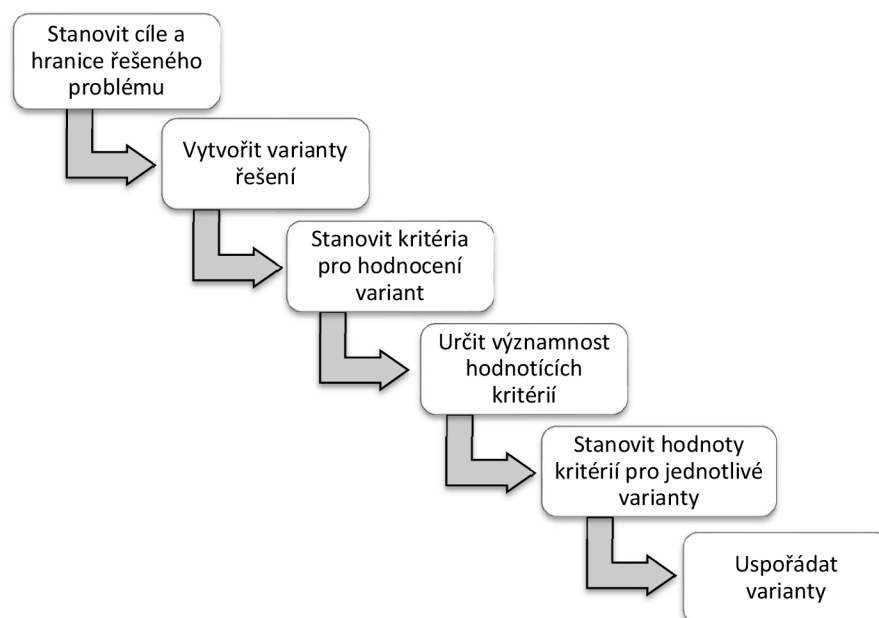 Stanovit cíle a
hranice řešeného
problému
Vytvořit varianty
řešení
Stanovit kritéria
pro hodnocení
variant
Určit významnost
hodnotících
kritérií
Stanovit hodnoty
kritérií pro jednotlivé
varianty
Uspořádat
varianty